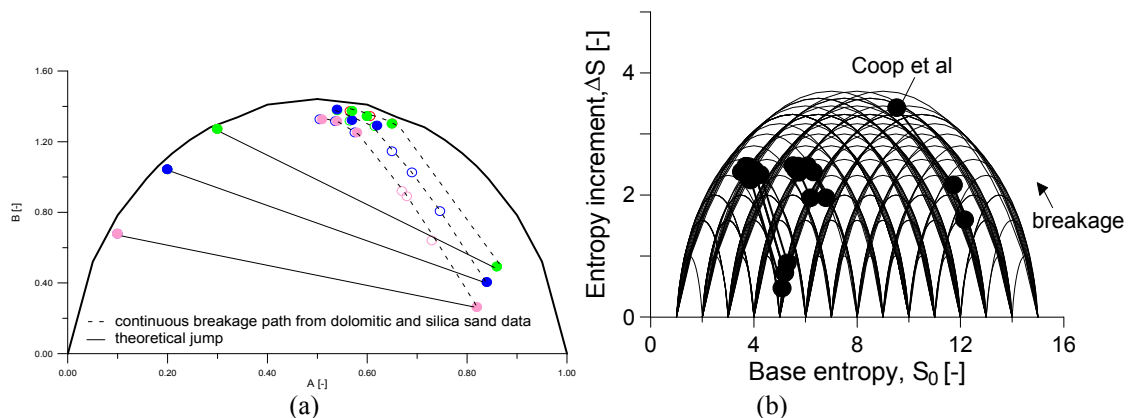 1.60
1.20
B [-]
0.80
0.40
0.00
continuous breakage path from dolomitic and silica sand data
theoretical jump
0.00
0.20
0.40
0.60
0.80
1.00
A [-]
(a)
Entropy increment,ΔS [-]
4
2
0
Coop et al
breakage
0
4
8
12
16
Base entropy, S0 [-]
(b)